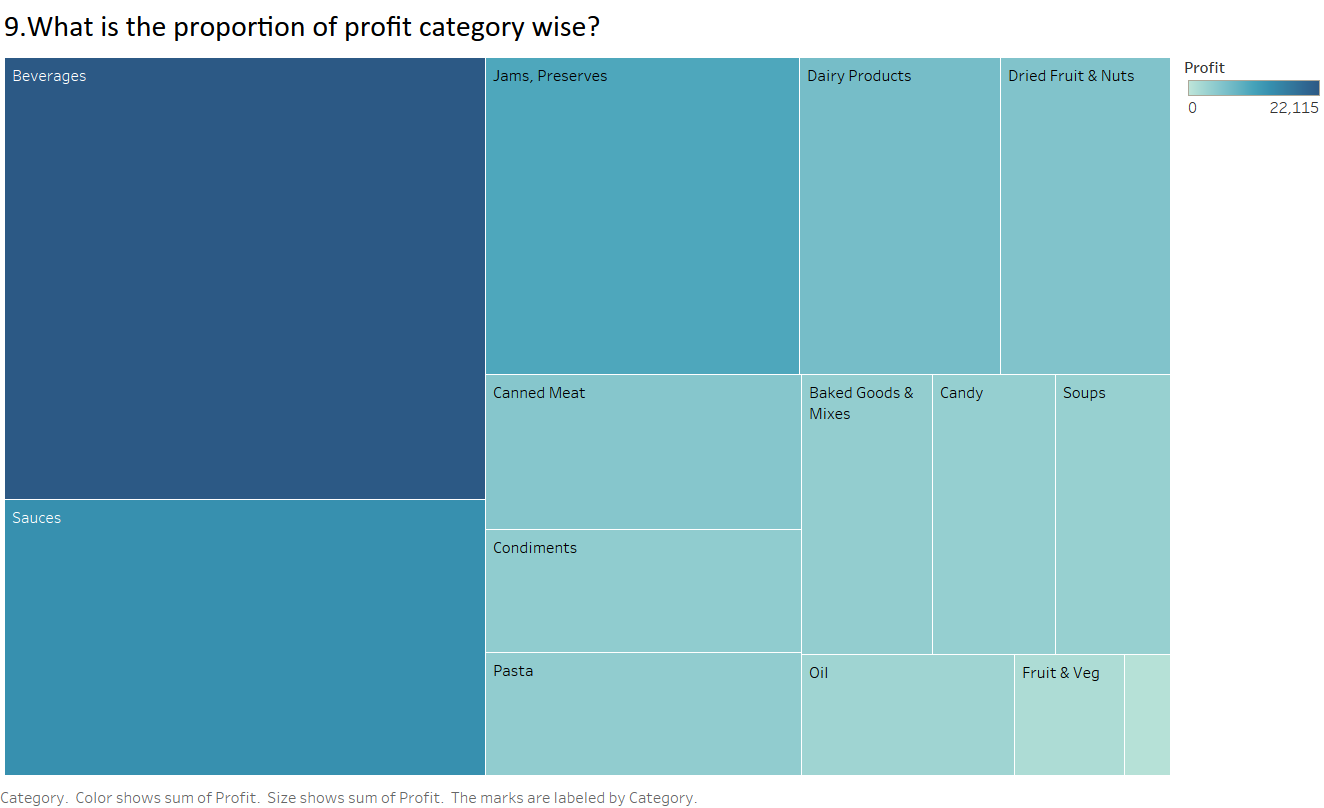 9.What is the proportion of profit category wise?
Beverages
Jams, Preserves
Dairy Products
Dried Fruit & Nuts
Profit
0
22,115
Canned Meat
Baked Goods &
Mixes
Candy
Soups
Sauces
Condiments
Pasta
Oil
Fruit & Veg
Category.  Color shows sum of Profit.  Size shows sum of Profit.  The marks are labeled by Category.